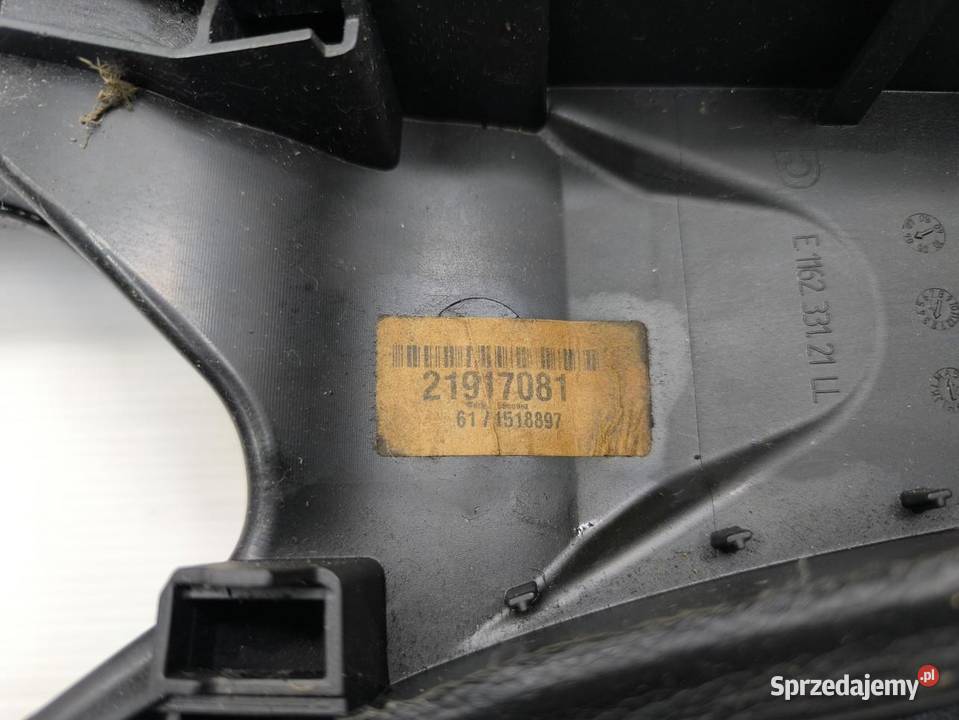 E 1162 331.21 LL
21917081
61 / 1518897
Sprzedajemy.pl